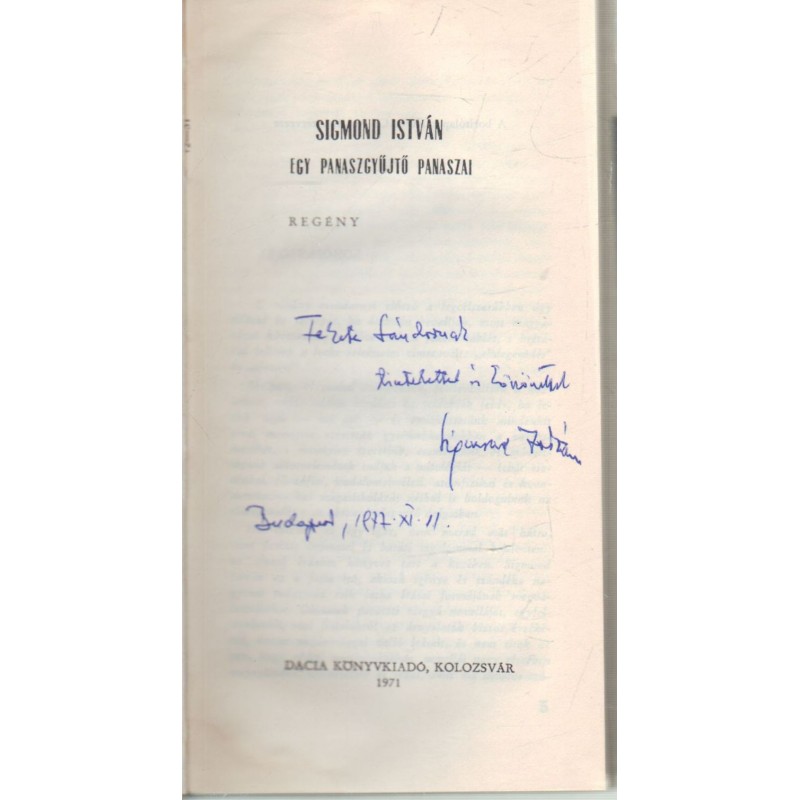 SIGMOND ISTVÁN
EGY PANASZGYŰJTŐ PANASZAI
REGÉNY
Fekete Sándornak
tisztelettel és köszönettel
Sigmond István
Budapest, 1977. XI. 11.
DACIA KÖNYVKIADÓ, KOLOZSVÁR
1971